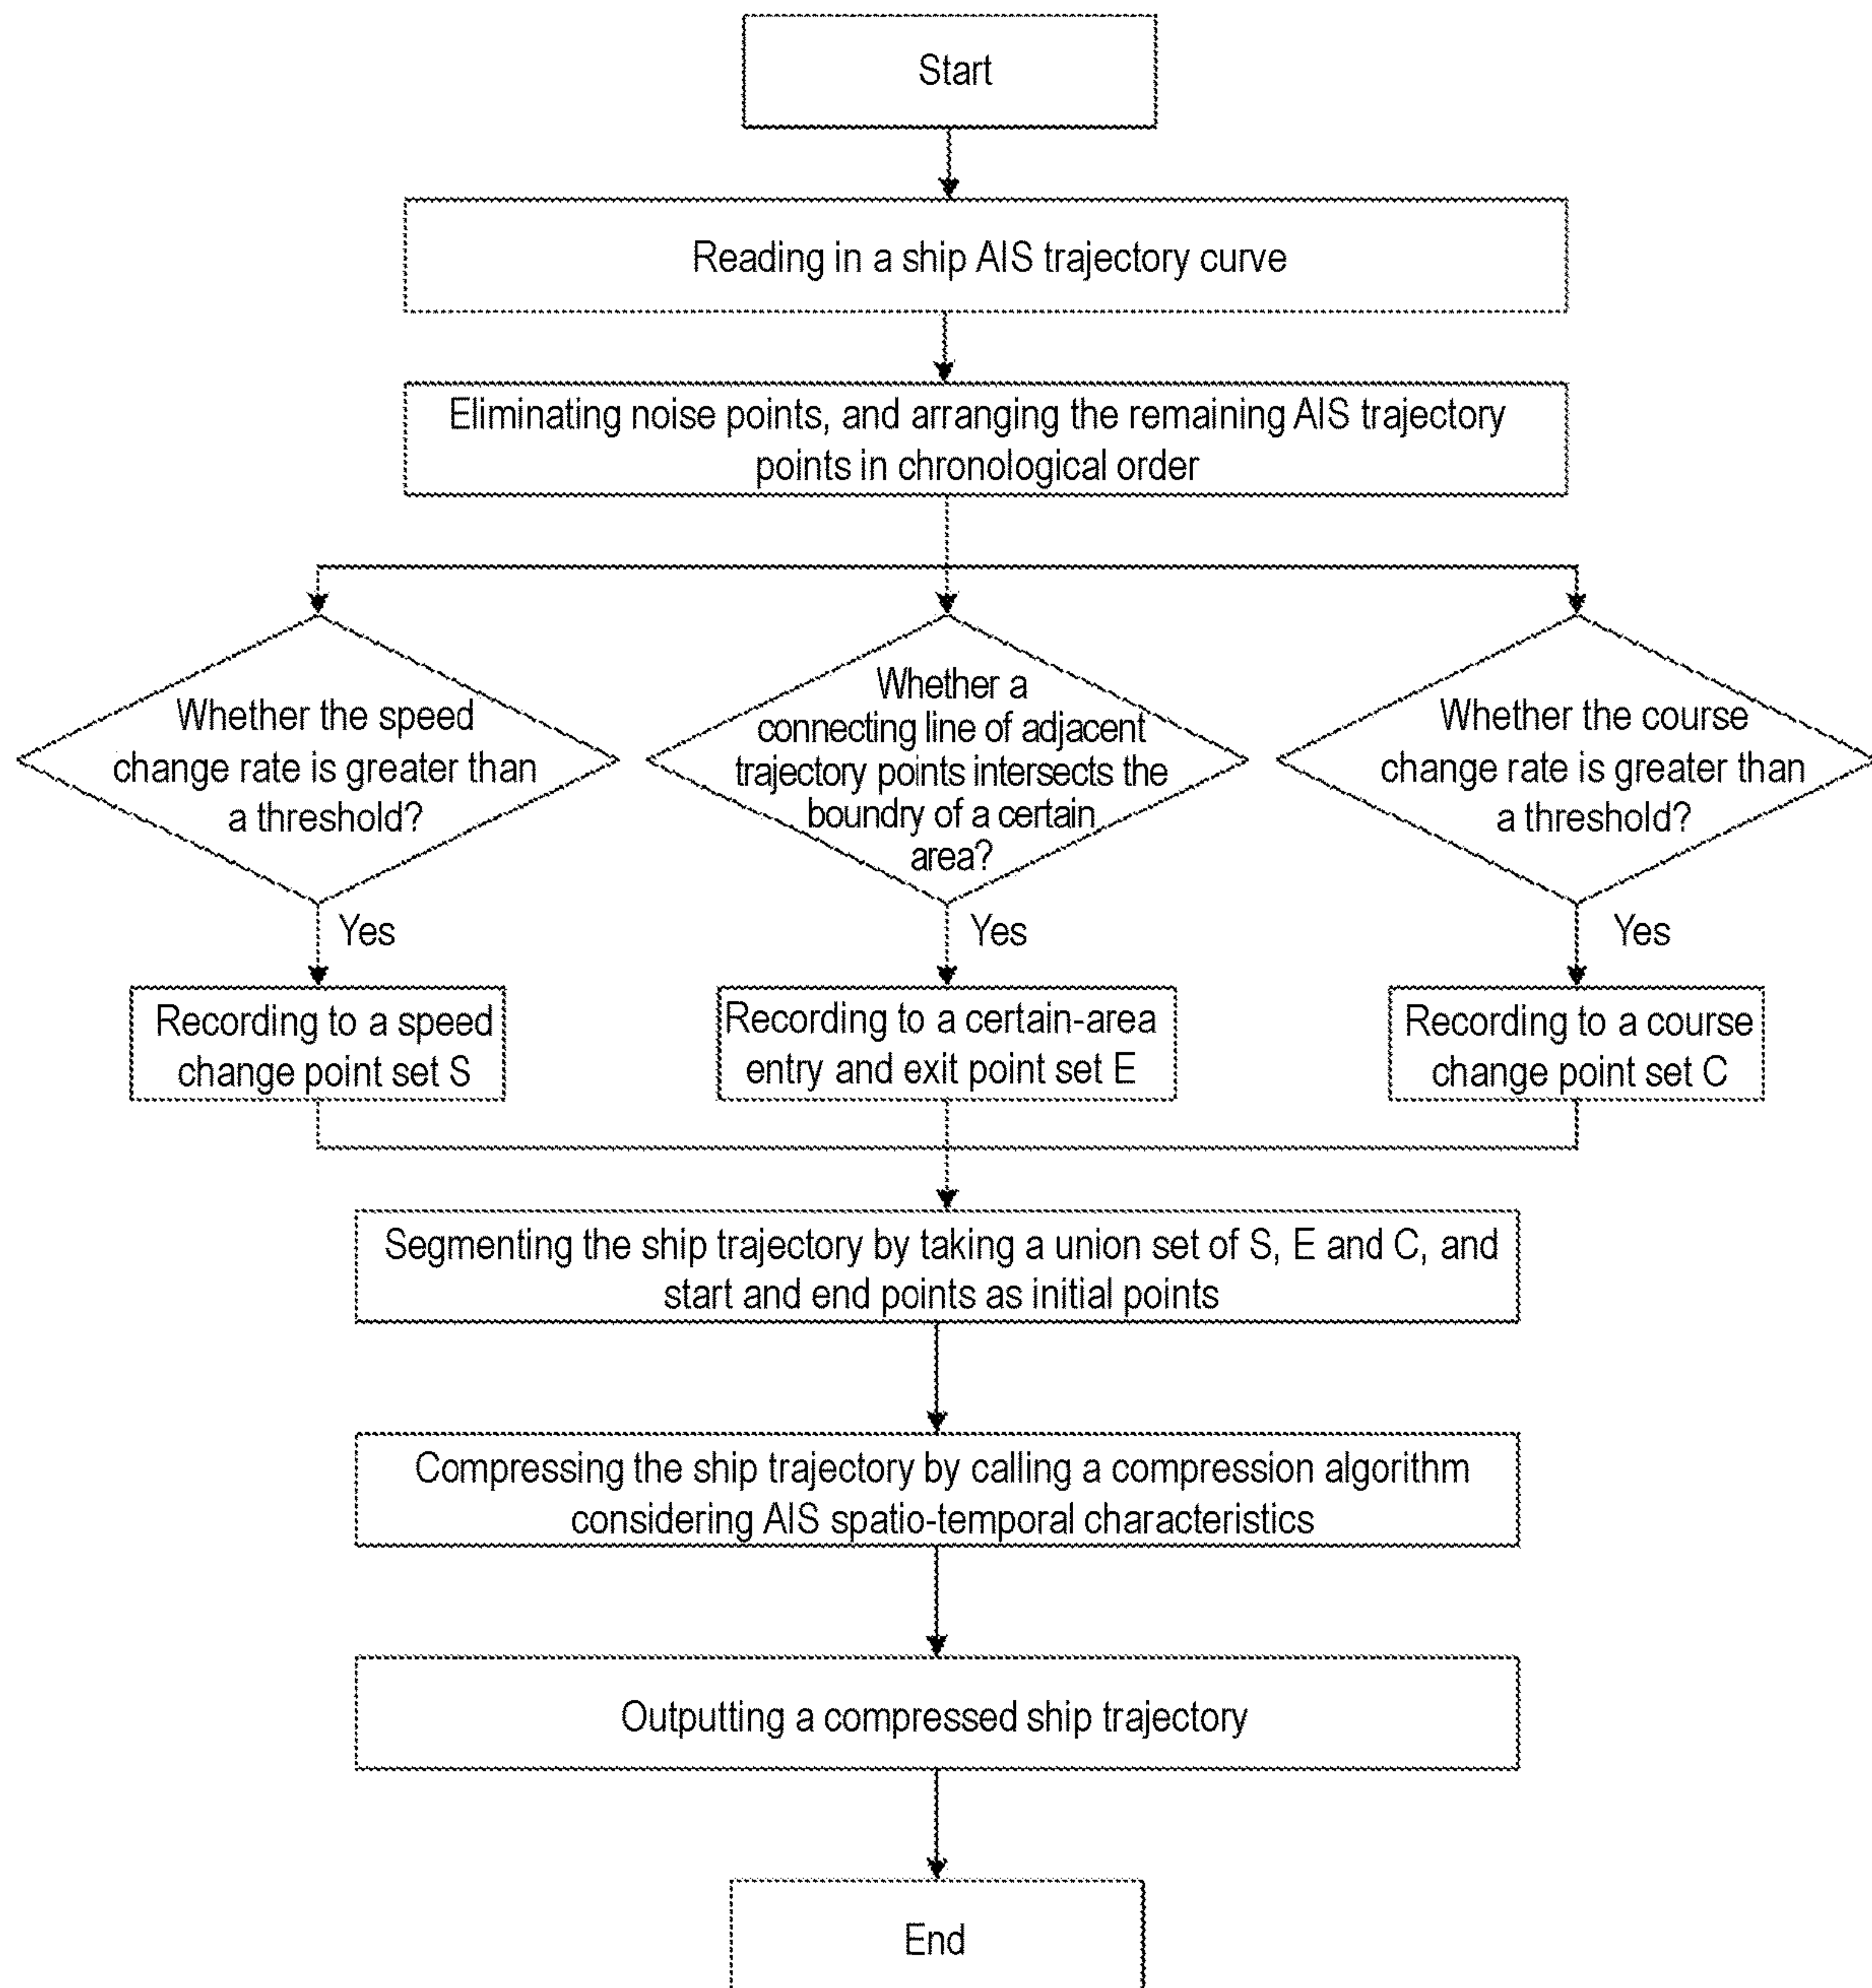 Start
Reading in a ship AIS trajectory curve
Eliminating noise points, and arranging the remaining AIS trajectory
points in chronological order
Whether the speed
change rate is greater than
a threshold?
Whether a
connecting line of adjacent
trajectory points intersects the
boundry of a certain
area?
Whether the course
change rate is greater than
a threshold?
Yes
Yes
Yes
Recording to a speed
change point set S
Recording to a certain-area
entry and exit point set E
Recording to a course
change point set C
Segmenting the ship trajectory by taking a union set of S, E and C, and
start and end points as initial points
Compressing the ship trajectory by calling a compression algorithm
considering AIS spatio-temporal characteristics
Outputting a compressed ship trajectory
End